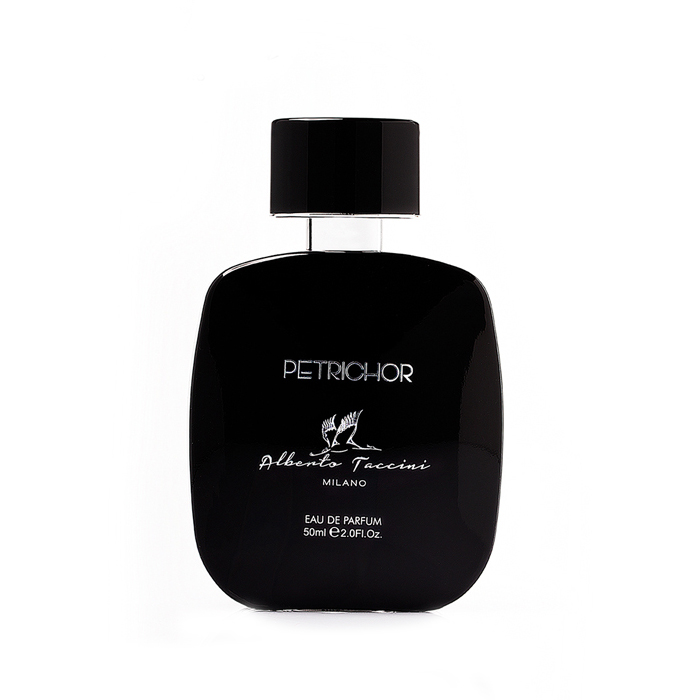 PETRICHOR
Alberto Taccini
MILANO
EAU DE PARFUM
50ml ℮2.0Fl.Oz.